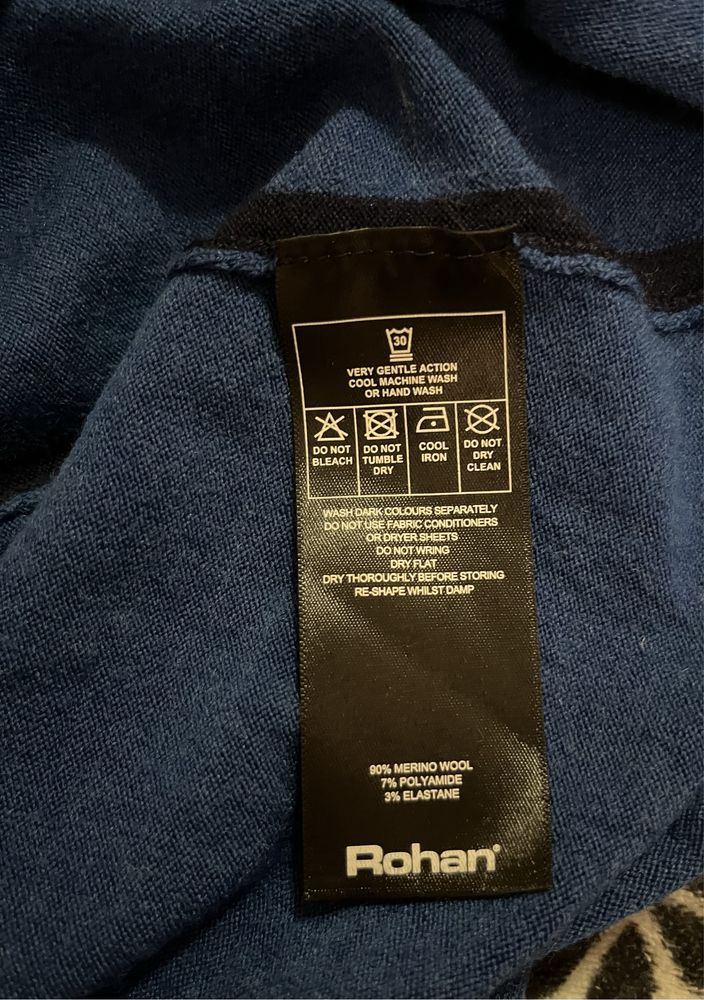 30
VERY GENTLE ACTION
COOL MACHINE WASH
OR HAND WASH
DO NOT
BLEACH
DO NOT
TUMBLE
DRY
COOL
IRON
DO NOT
DRY
CLEAN
WASH DARK COLOURS SEPARATELY
DO NOT USE FABRIC CONDITIONERS
OR DRYER SHEETS
DO NOT WRING
DRY FLAT
DRY THOROUGHLY BEFORE STORING
RE-SHAPE WHILST DAMP
90% MERINO WOOL
7% POLYAMIDE
3% ELASTANE
Rohan®